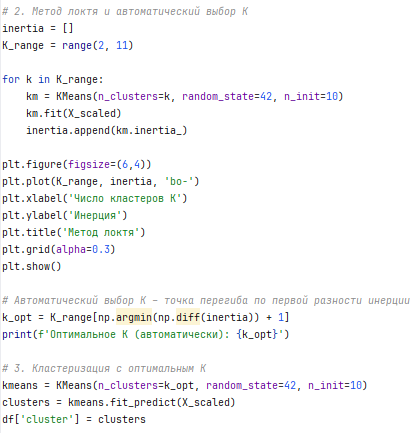 # 2. Метод локтя и автоматический выбор K
inertia = []
K_range = range(2, 11)
for k in K_range:
km = KMeans(n_clusters=k, random_state=42, n_init=10)
km.fit(X_scaled)
inertia.append(km.inertia_)
plt.figure(figsize=(6,4))
plt.plot(K_range, inertia, 'bo-')
plt.xlabel('Число кластеров K')
plt.ylabel('Инерция')
plt.title('Метод локтя')
plt.grid(alpha=0.3)
plt.show()
# Автоматический выбор K – точка перегиба по первой разности инерции
k_opt = K_range[np.argmin(np.diff(inertia)) + 1]
print(f'Оптимальное K (автоматически): {k_opt}')
# 3. Кластеризация с оптимальным K
kmeans = KMeans(n_clusters=k_opt, random_state=42, n_init=10)
clusters = kmeans.fit_predict(X_scaled)
df['cluster'] = clusters